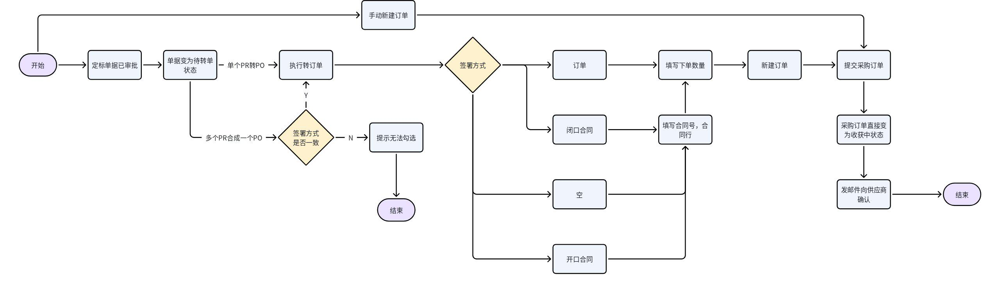 手动新建订单
开始
定标单据已审批
单据变为待转单
状态
单个PR转PO
执行转订单
签署方式
订单
填写下单数量
新建订单
提交采购订单
Y
多个PR合成一个PO
签署方式
是否一致
N
提示无法勾选
结束
闭口合同
填写合同号，合
同行
采购订单直接变
为收获中状态
空
发邮件向供应商
确认
结束
开口合同